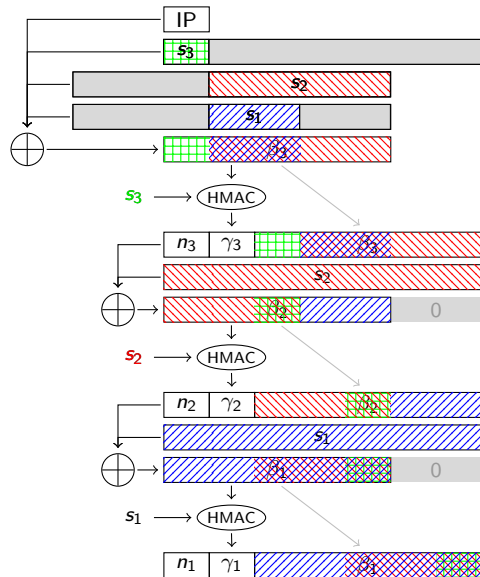 IP
s₃
s₂
s₁
β₃
s₃ HMAC
n₃ γ₃ β₃
s₂
β₂ 0
s₂ HMAC
n₂ γ₂ β₂
s₁
β₁ 0
s₁ HMAC
n₁ γ₁ β₁